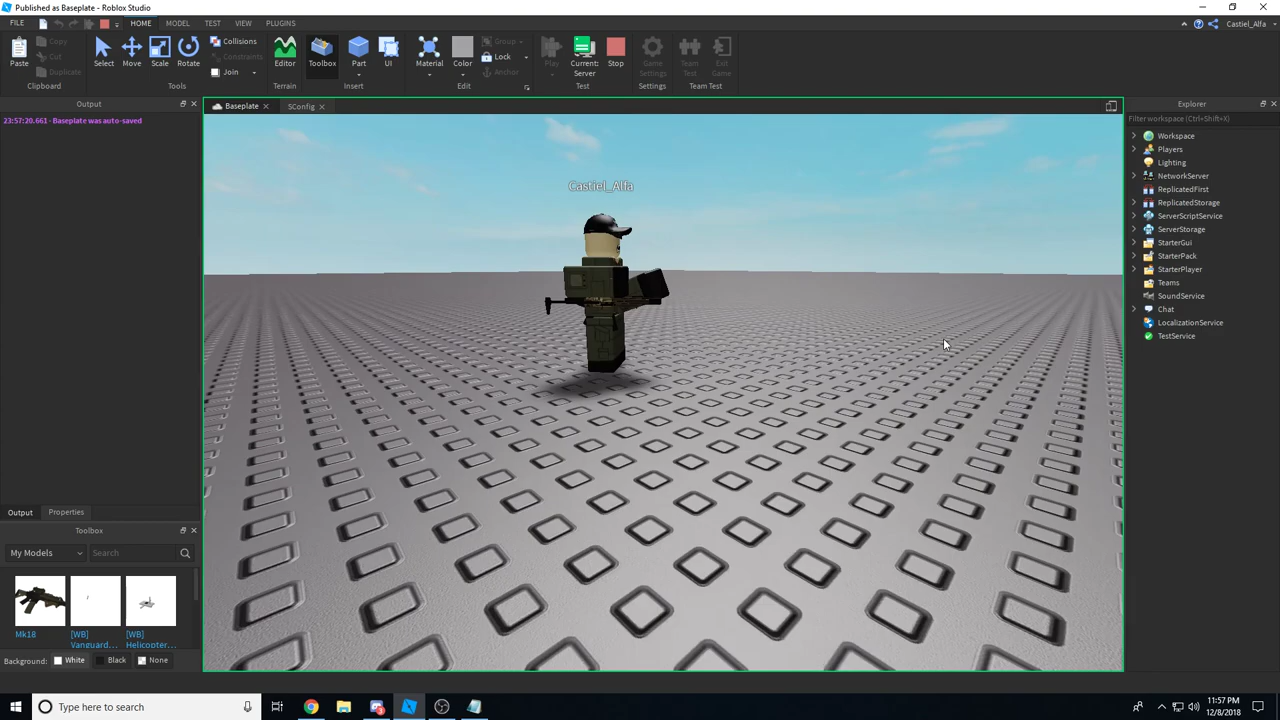 Published as Baseplate - Roblox Studio
FILE
HOME
MODEL
TEST
VIEW
PLUGINS
Castiel_Alfa
Paste
Copy
Cut
Duplicate
Clipboard
Select
Move
Scale
Rotate
Collisions
Constraints
Join
Tools
Editor
Terrain
Toolbox
Part
UI
Insert
Material
Color
Group
Lock
Anchor
Edit
Play
Current:
Server
Stop
Test
Game
Settings
Settings
Team
Test
Exit
Game
Team Test
Output
Baseplate
SConfig
Explorer
23:57:20.661 - Baseplate was auto-saved
Filter workspace (Ctrl+Shift+X)
Workspace
Players
Lighting
NetworkServer
ReplicatedFirst
ReplicatedStorage
ServerScriptService
ServerStorage
StarterGui
StarterPack
StarterPlayer
Teams
SoundService
Chat
LocalizationService
TestService
Castiel_Alfa
Output
Properties
Toolbox
My Models
Search
Mk18
[WB]
Vanguard...
[WB]
Helicopter...
Background:
White
Black
None
Type here to search
11:57 PM
12/8/2018